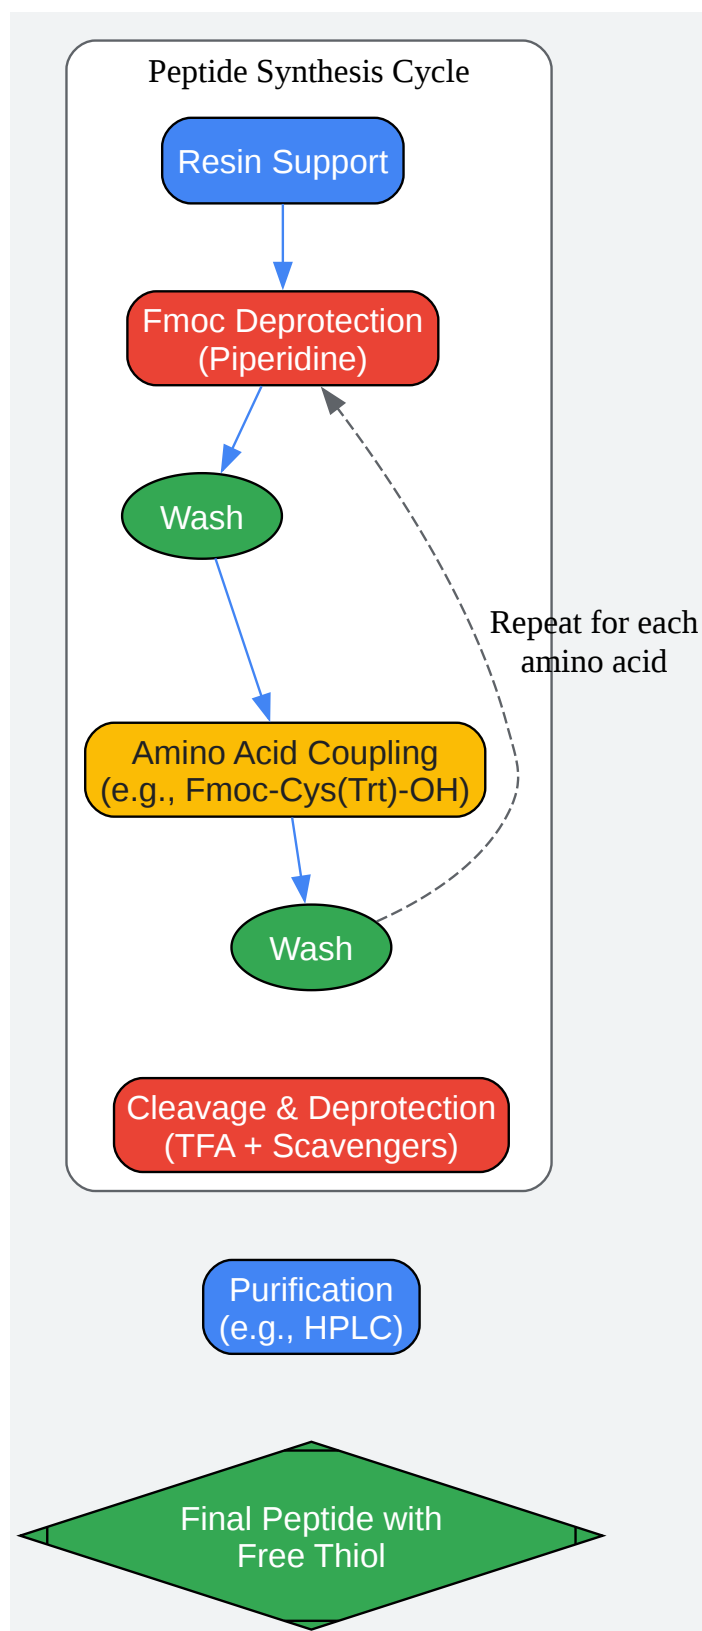 Peptide Synthesis Cycle
Resin Support
Fmoc Deprotection
(Piperidine)
Wash
Repeat for each
amino acid
Amino Acid Coupling
(e.g., Fmoc-Cys(Trt)-OH)
Wash
Cleavage & Deprotection
(TFA + Scavengers)
Purification
(e.g., HPLC)
Final Peptide with
Free Thiol